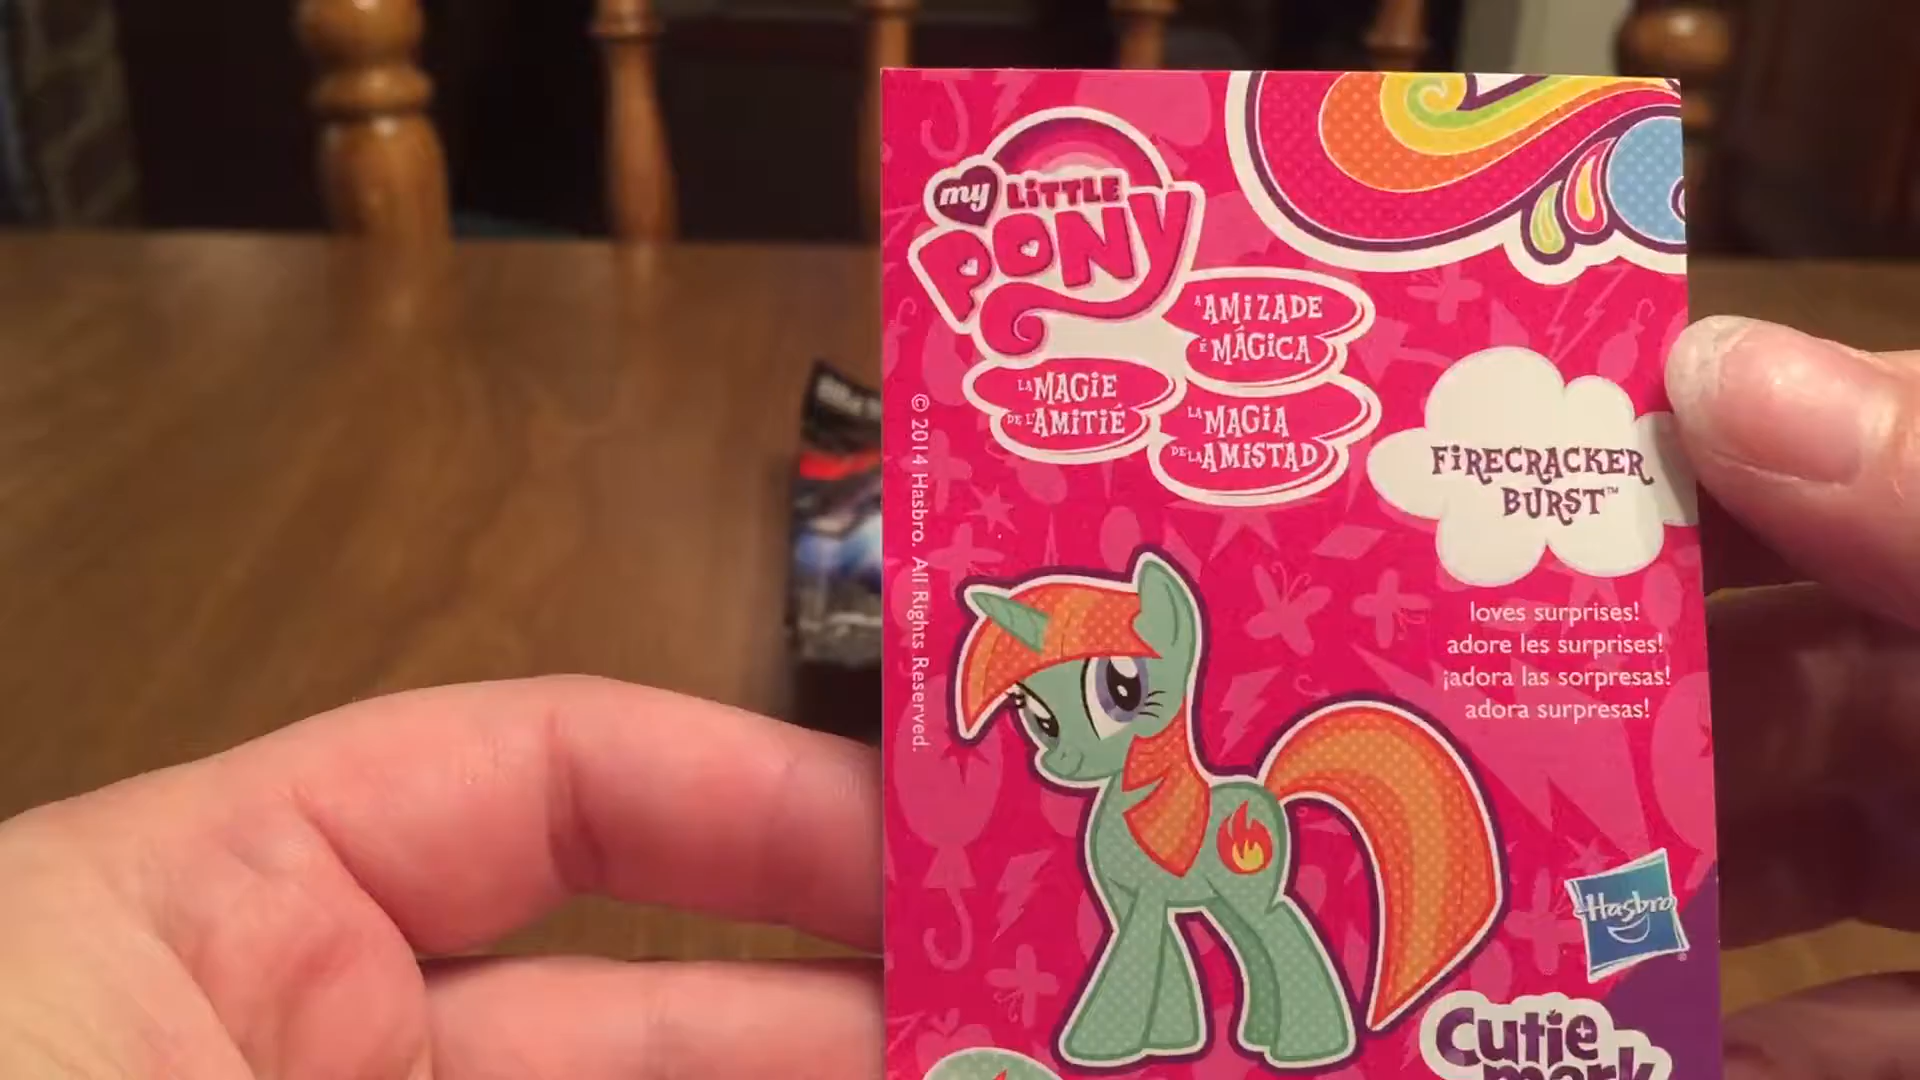 my LiTTLE
PONY
A AMiZADE
É MÁGiCA
LA MAGiE
DE L'AMiTiÉ
LA MAGiA
DE LA AMiSTAD
FiRECRACKER
BURST™
loves surprises!
adore les surprises!
¡adora las sorpresas!
adora surpresas!
© 2014 Hasbro. All Rights Reserved.
Hasbro
Cutie
mark